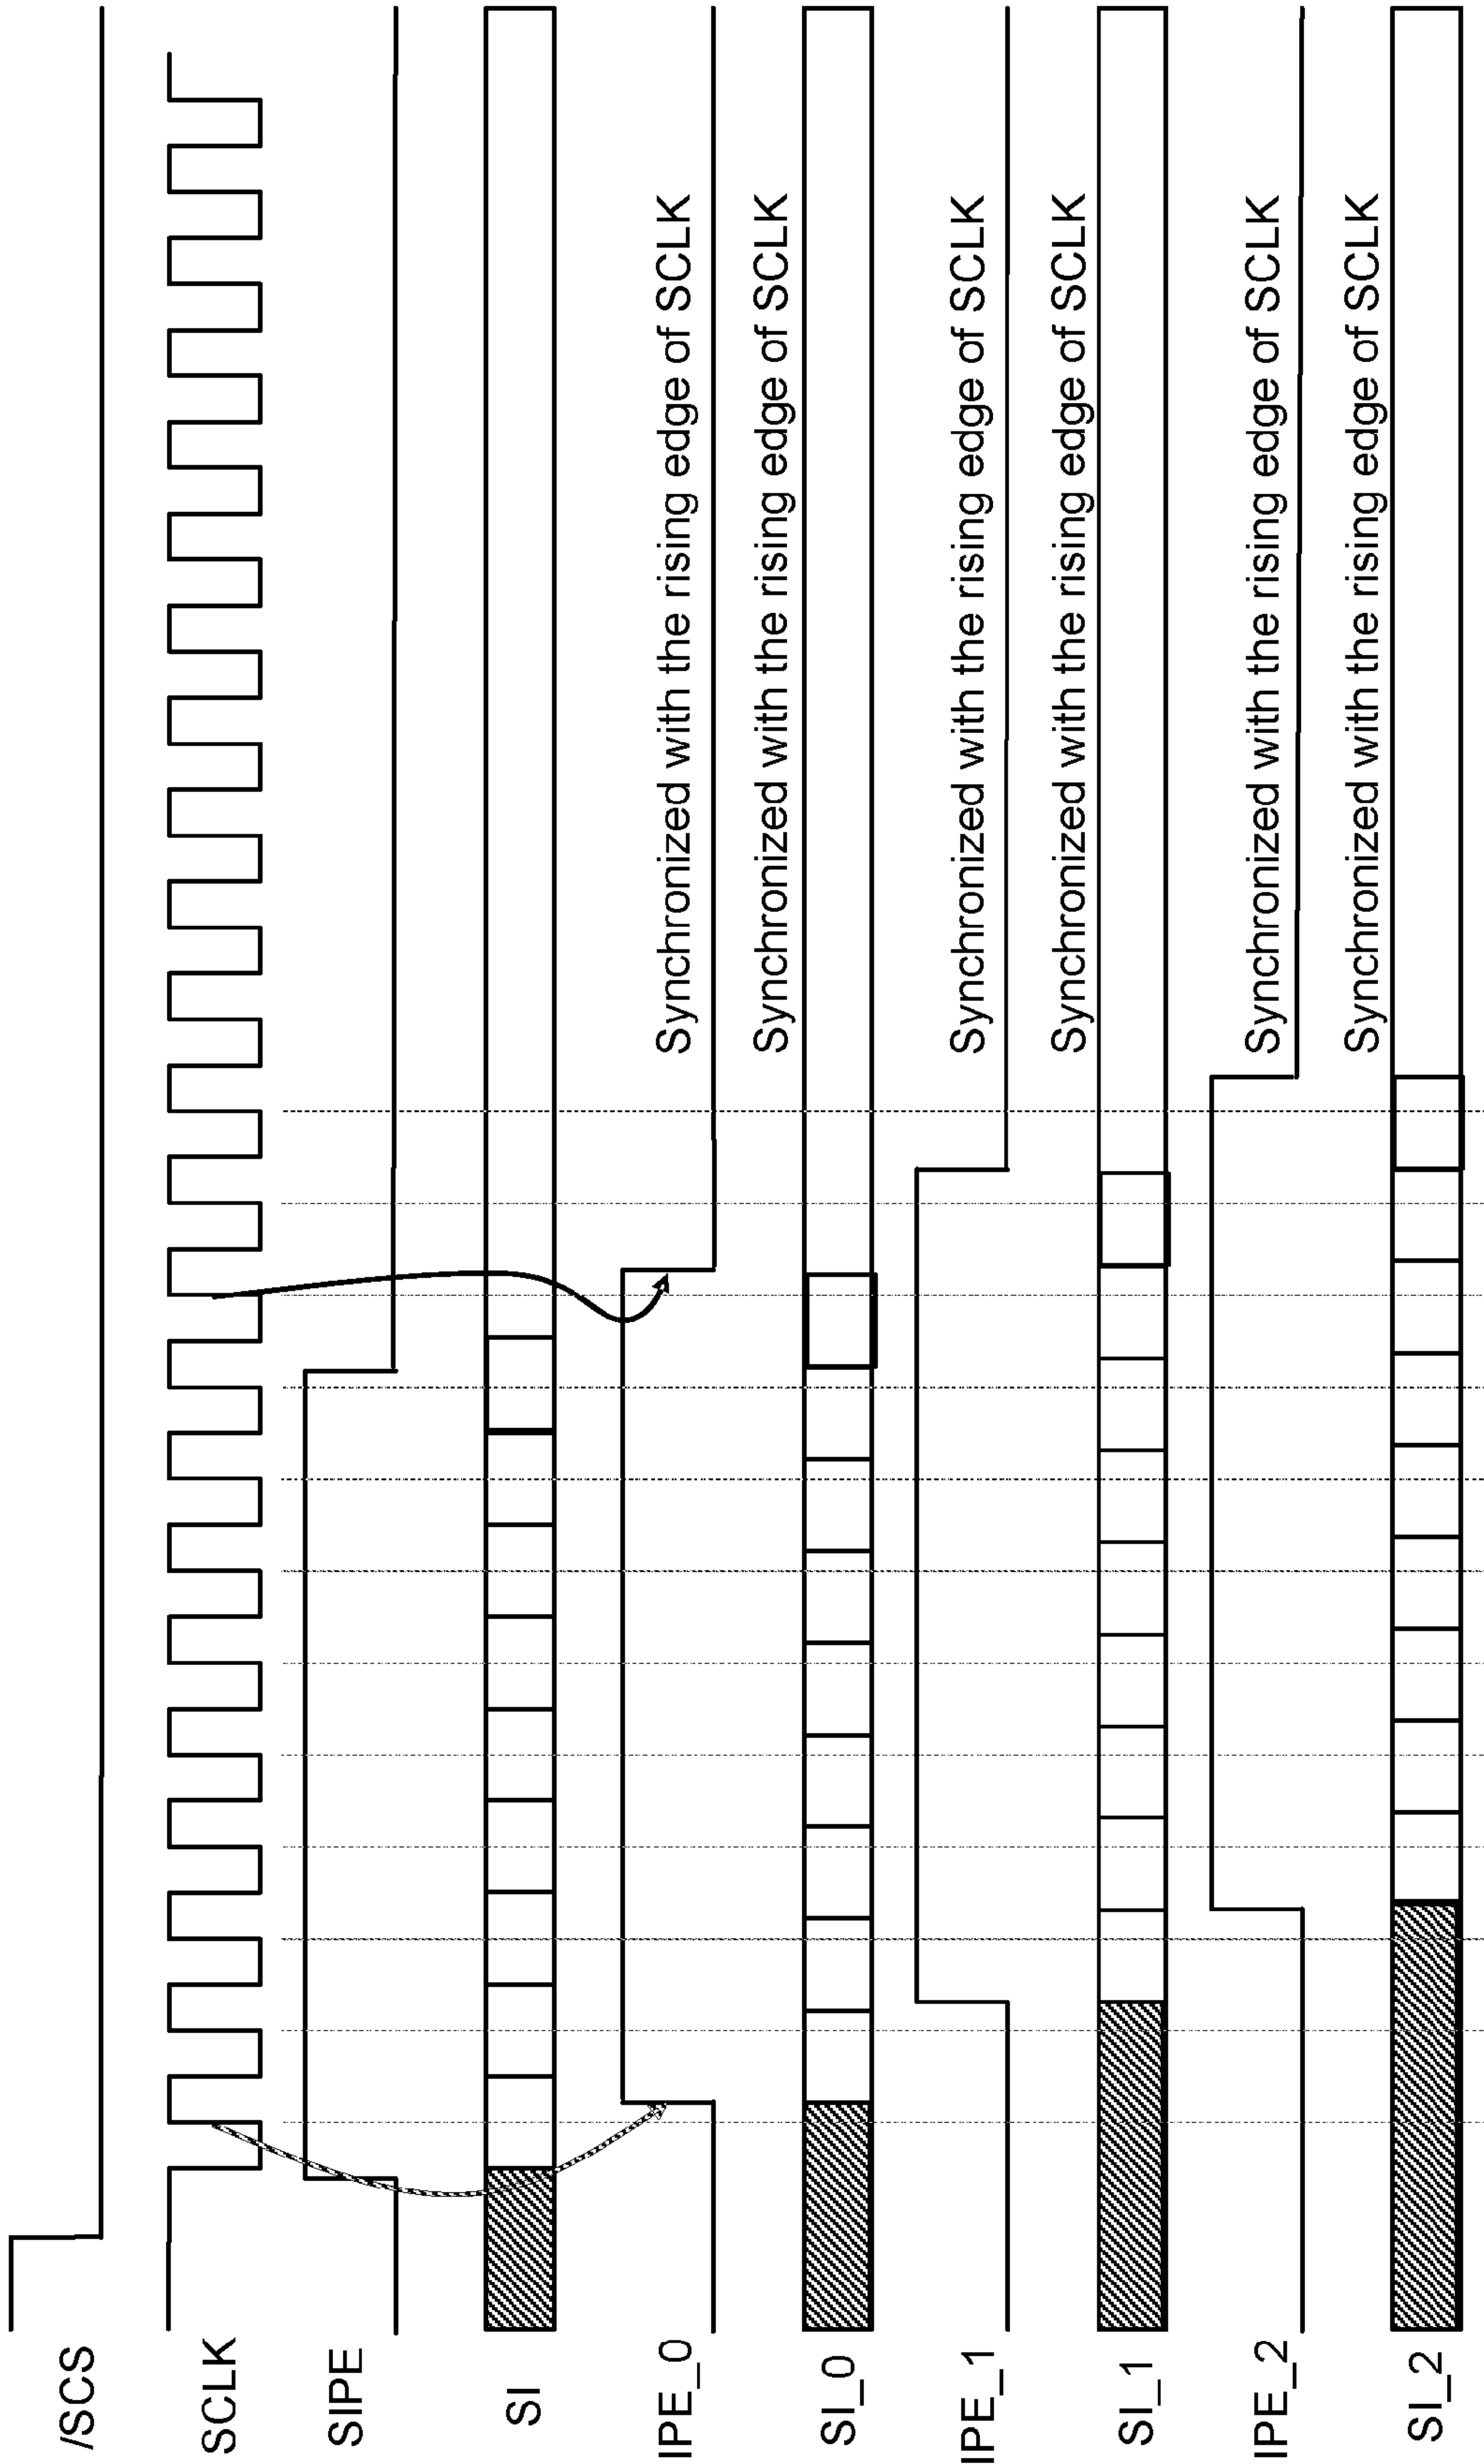 /SCS
SCLK
SIPE
SI
IPE_0
Synchronized with the rising edge of SCLK
SI_0
Synchronized with the rising edge of SCLK
IPE_1
Synchronized with the rising edge of SCLK
SI_1
Synchronized with the rising edge of SCLK
IPE_2
Synchronized with the rising edge of SCLK
SI_2
Synchronized with the rising edge of SCLK